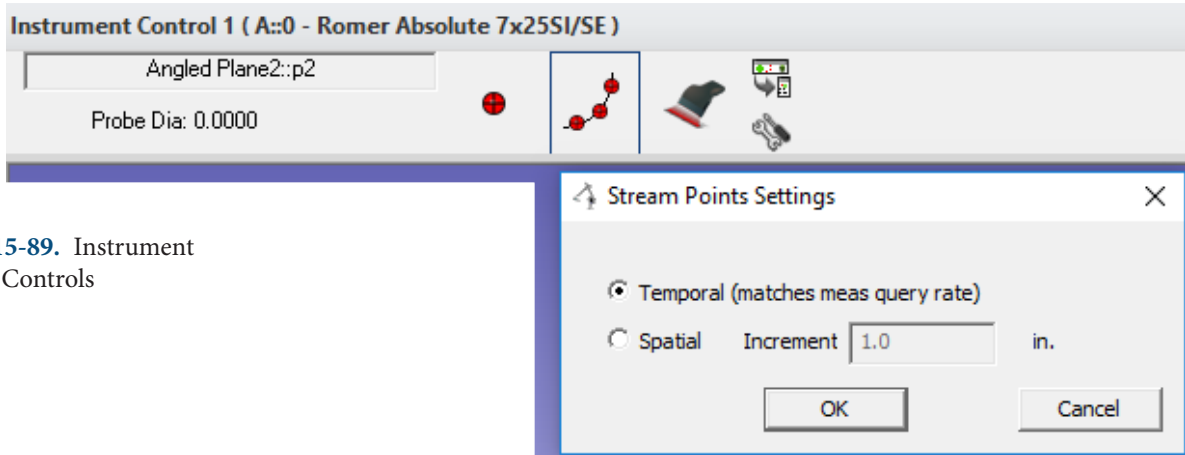 Instrument Control 1 ( A::0 - Romer Absolute 7x25SI/SE )
Angled Plane2::p2
Probe Dia: 0.0000
Stream Points Settings
5-89. Instrument
Controls
Temporal (matches meas query rate)
Spatial Increment 1.0 in.
OK Cancel